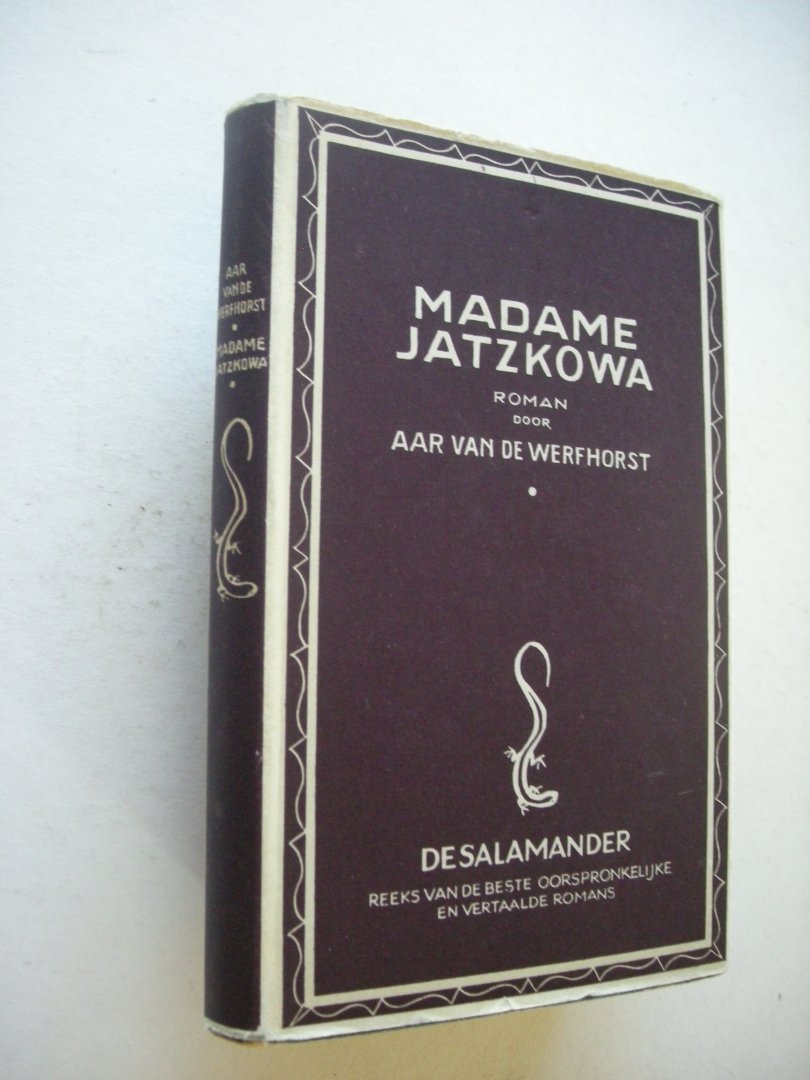 AAR
VAN DE
WERFHORST
MADAME
JATZKOWA
MADAME
JATZKOWA
ROMAN
DOOR
AAR VAN DE WERFHORST
DE SALAMANDER
REEKS VAN DE BESTE OORSPRONKELIJKE
EN VERTAALDE ROMANS